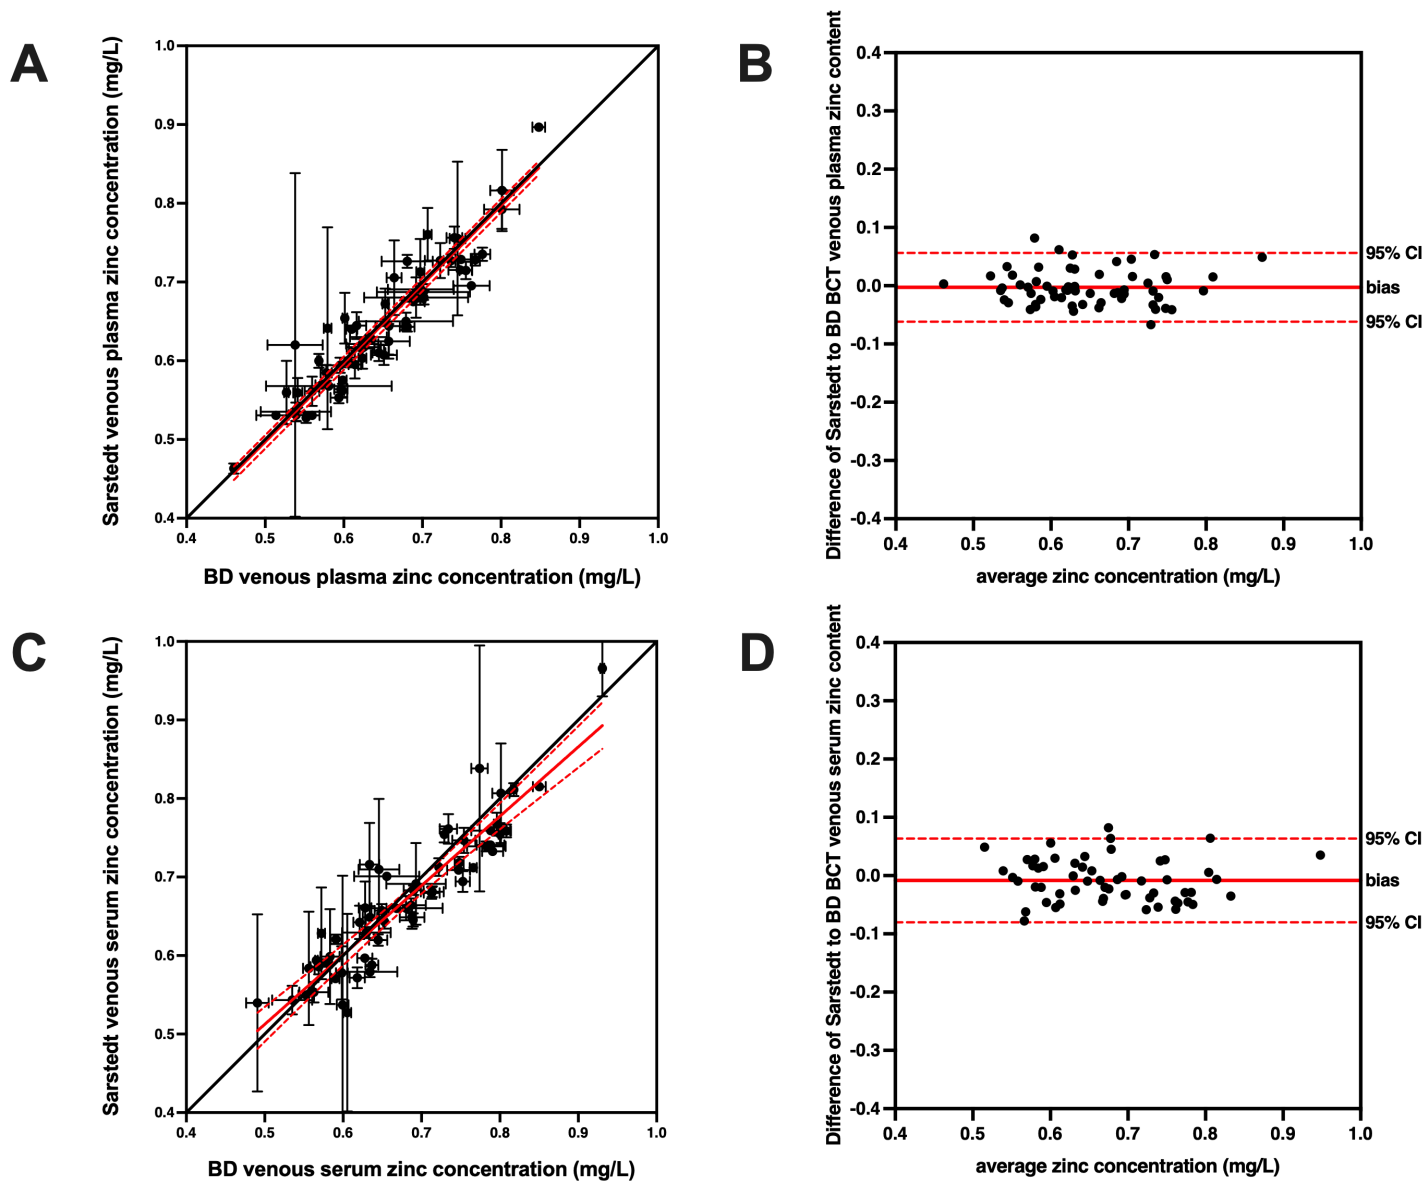 A
Sarstedt venous plasma zinc concentration (mg/L)
1.0
0.9
0.8
0.7
0.6
0.5
0.4
0.4 0.5 0.6 0.7 0.8 0.9 1.0
BD venous plasma zinc concentration (mg/L)
B
Difference of Sarstedt to BD BCT venous plasma zinc content
0.4
0.3
0.2
0.1
0.0
-0.1
-0.2
-0.3
-0.4
95% CI
bias
95% CI
0.4 0.5 0.6 0.7 0.8 0.9 1.0
average zinc concentration (mg/L)
C
Sarstedt venous serum zinc concentration (mg/L)
1.0
0.9
0.8
0.7
0.6
0.5
0.4
0.4 0.5 0.6 0.7 0.8 0.9 1.0
BD venous serum zinc concentration (mg/L)
D
Difference of Sarstedt to BD BCT venous serum zinc content
0.4
0.3
0.2
0.1
0.0
-0.1
-0.2
-0.3
-0.4
95% CI
bias
95% CI
0.4 0.5 0.6 0.7 0.8 0.9 1.0
average zinc concentration (mg/L)